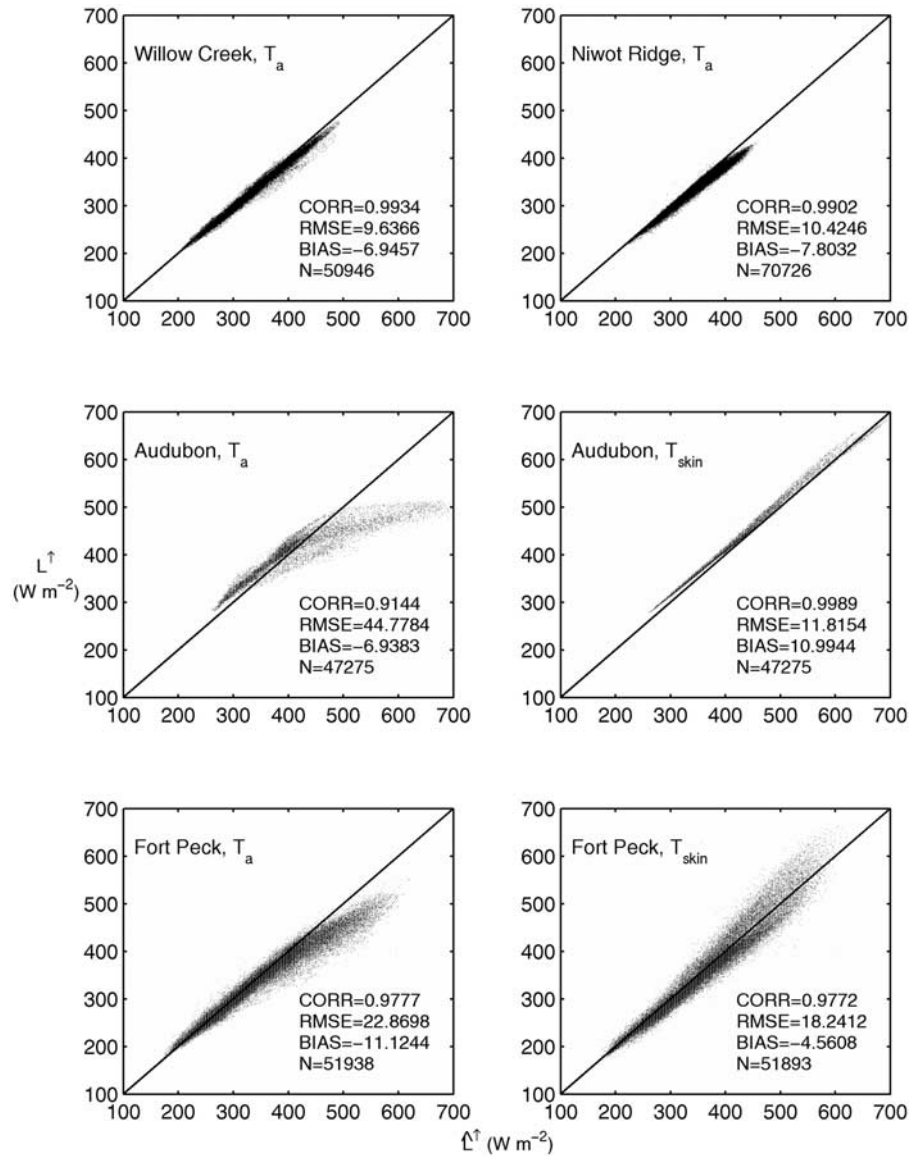 700
600
500
400
300
200
100
Willow Creek, Tₐ
CORR=0.9934
RMSE=9.6366
BIAS=−6.9457
N=50946
100 200 300 400 500 600 700
700
600
500
400
300
200
100
Niwot Ridge, Tₐ
CORR=0.9902
RMSE=10.4246
BIAS=−7.8032
N=70726
100 200 300 400 500 600 700
L↑
(W m⁻²)
700
600
500
400
300
200
100
Audubon, Tₐ
CORR=0.9144
RMSE=44.7784
BIAS=−6.9383
N=47275
100 200 300 400 500 600 700
700
600
500
400
300
200
100
Audubon, T_skin
CORR=0.9989
RMSE=11.8154
BIAS=10.9944
N=47275
100 200 300 400 500 600 700
700
600
500
400
300
200
100
Fort Peck, Tₐ
CORR=0.9777
RMSE=22.8698
BIAS=−11.1244
N=51938
100 200 300 400 500 600 700
700
600
500
400
300
200
100
Fort Peck, T_skin
CORR=0.9772
RMSE=18.2412
BIAS=−4.5608
N=51893
100 200 300 400 500 600 700
L̂↑ (W m⁻²)